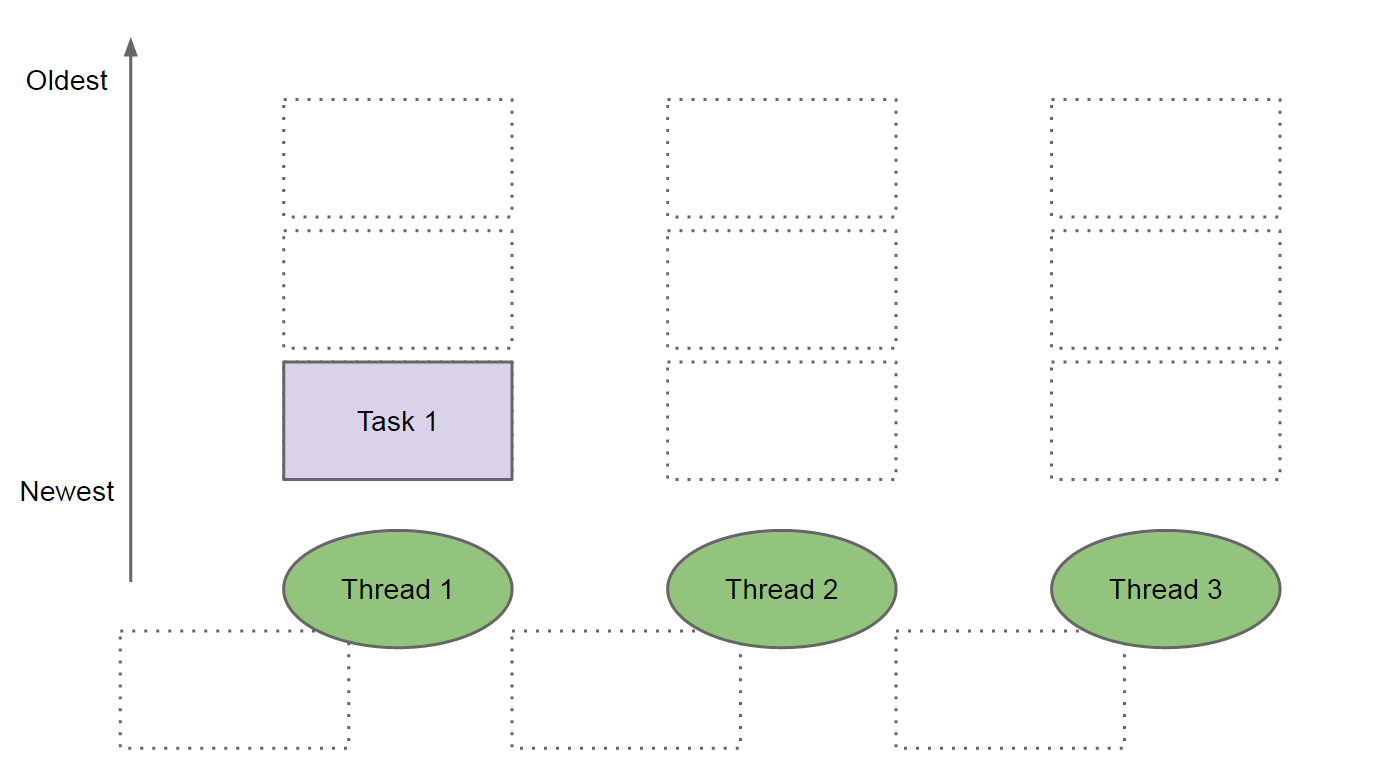 Oldest
Task 1
Newest
Thread 1
Thread 2
Thread 3